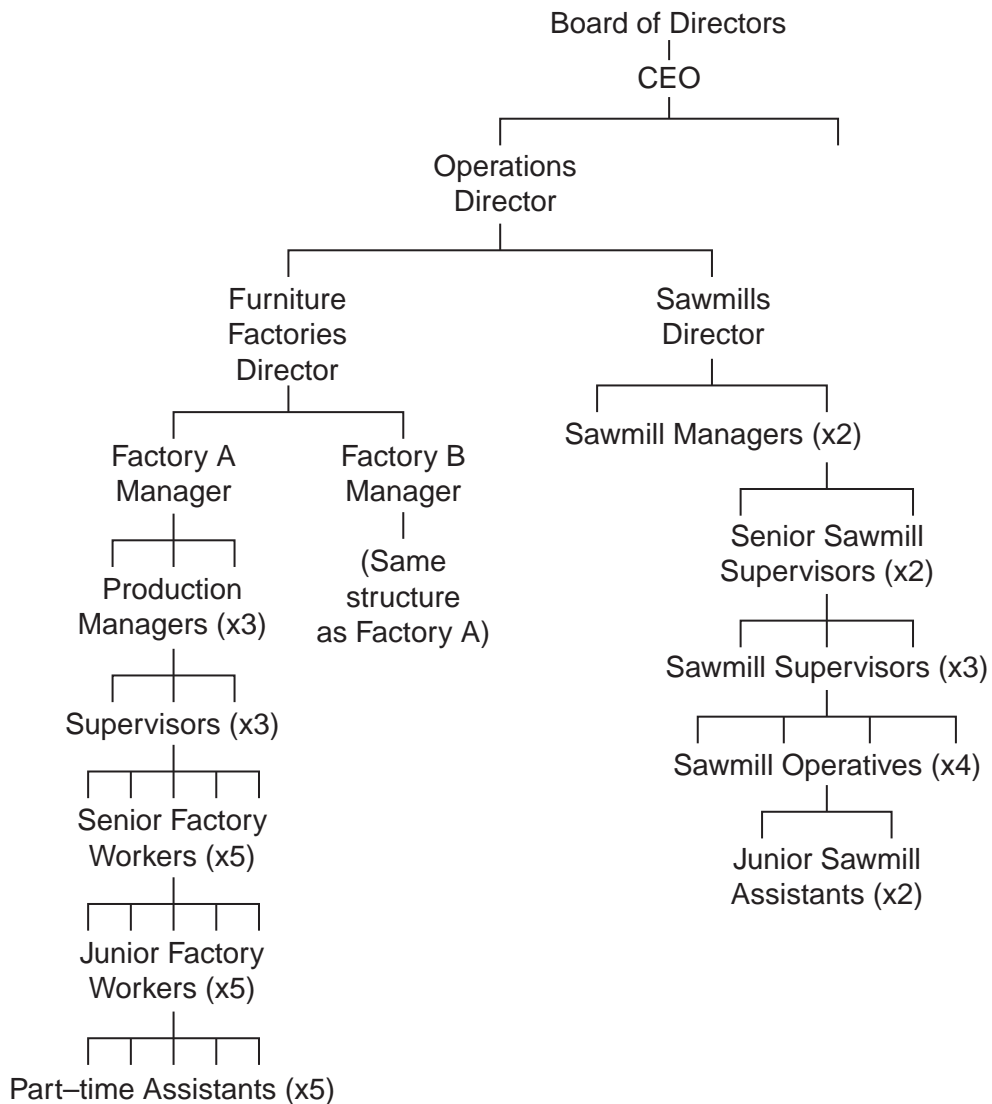 Board of Directors
CEO
Operations
Director
Furniture
Factories
Director
Sawmills
Director
Factory A
Manager
Factory B
Manager
Sawmill Managers (x2)
(Same
structure
as Factory A)
Senior Sawmill
Supervisors (x2)
Production
Managers (x3)
Sawmill Supervisors (x3)
Supervisors (x3)
Sawmill Operatives (x4)
Senior Factory
Workers (x5)
Junior Sawmill
Assistants (x2)
Junior Factory
Workers (x5)
Part–time Assistants (x5)